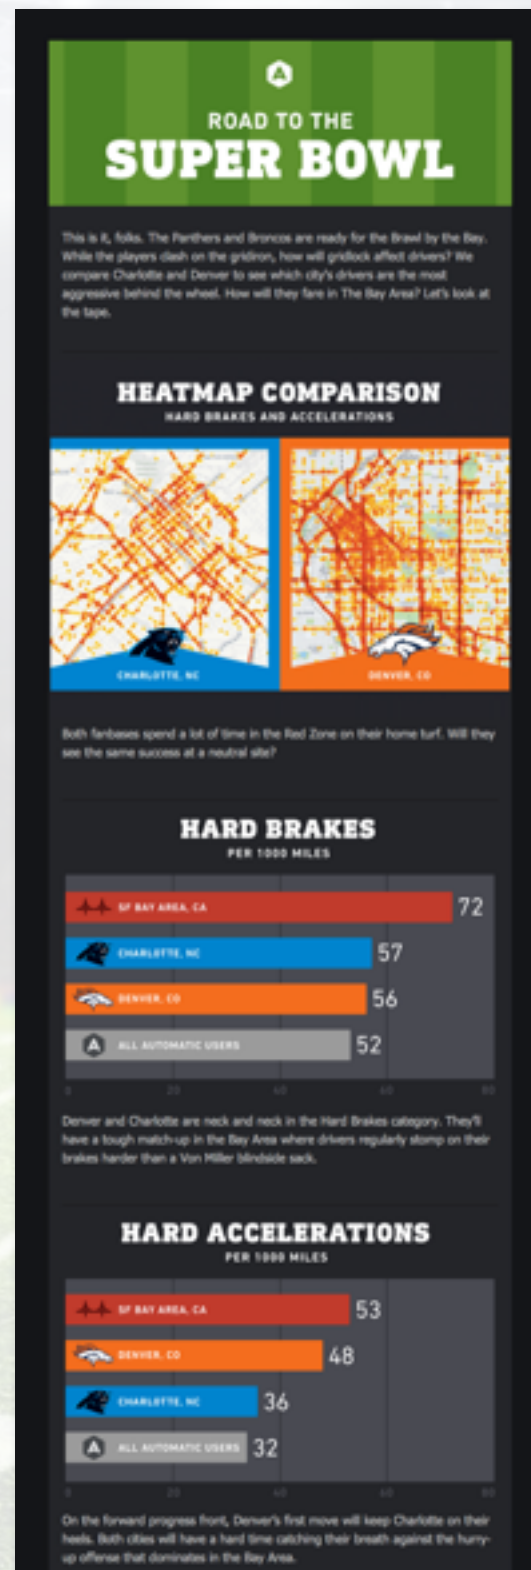 ROAD TO THE
SUPER BOWL
This is it, folks. The Panthers and Broncos are ready for the Brawl by the Bay.
While the players clash on the gridiron, how will gridlock affect drivers? We
compare Charlotte and Denver to see which city's drivers are the most
aggressive behind the wheel. How will they fare in The Bay Area? Let's look at
the tape.
HEATMAP COMPARISON
HARD BRAKES AND ACCELERATIONS
CHARLOTTE, NC
DENVER, CO
Both fanbases spend a lot of time in the Red Zone on their home turf. Will they
see the same success at a neutral site?
HARD BRAKES
PER 1000 MILES
SF BAY AREA, CA 72
CHARLOTTE, NC 57
DENVER, CO 56
ALL AUTOMATIC USERS 52
0 20 40 60 80
Denver and Charlotte are neck and neck in the Hard Brakes category. They'll
have a tough match-up in the Bay Area where drivers regularly stomp on their
brakes harder than a Von Miller blindside sack.
HARD ACCELERATIONS
PER 1000 MILES
SF BAY AREA, CA 53
DENVER, CO 48
CHARLOTTE, NC 36
ALL AUTOMATIC USERS 32
0 20 40 60 80
On the forward progress front, Denver's first move will keep Charlotte on their
heels. Both cities will have a hard time catching their breath against the hurry-
up offense that dominates in the Bay Area.